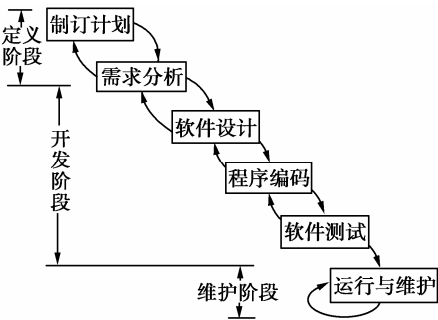 制订计划
定义
阶段
需求分析
软件设计
开
发
阶
段
程序编码
软件测试
运行与维护
维护阶段